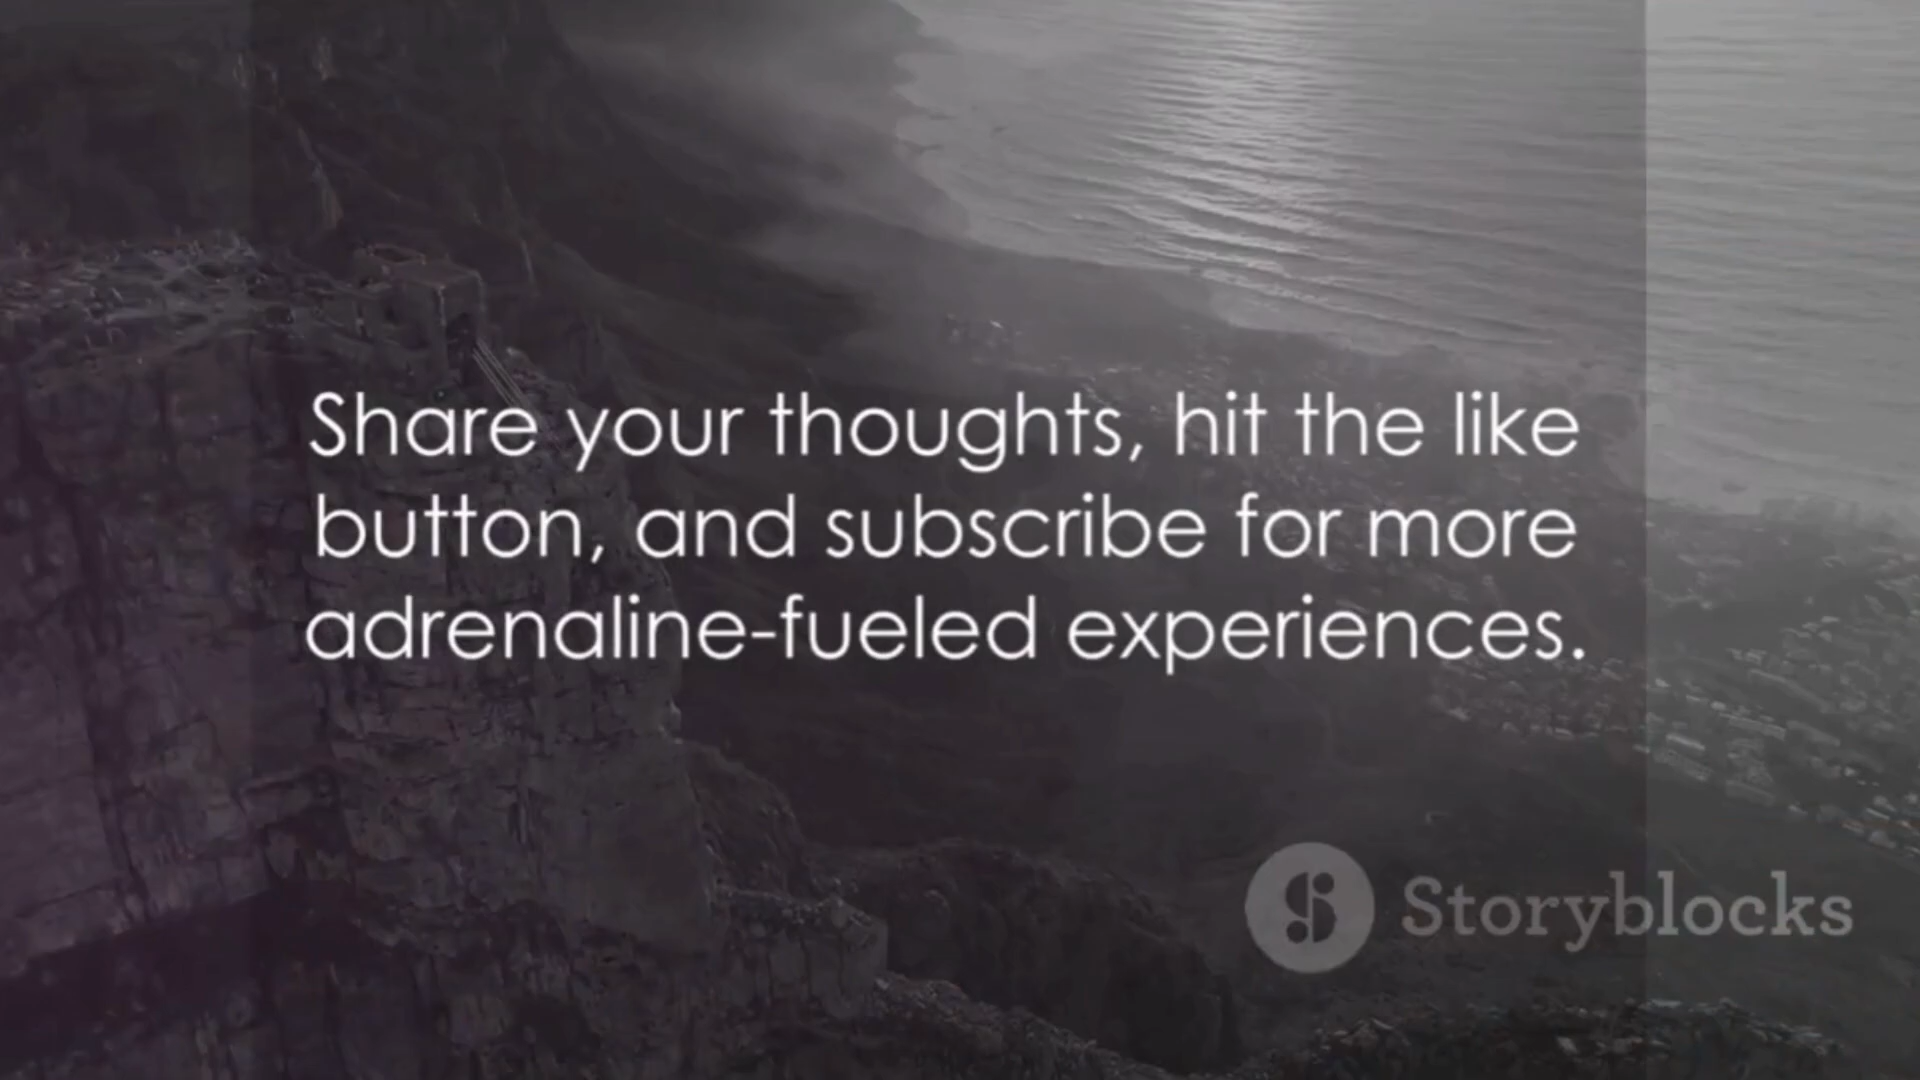 Share your thoughts, hit the like
button, and subscribe for more
adrenaline-fueled experiences.
Storyblocks